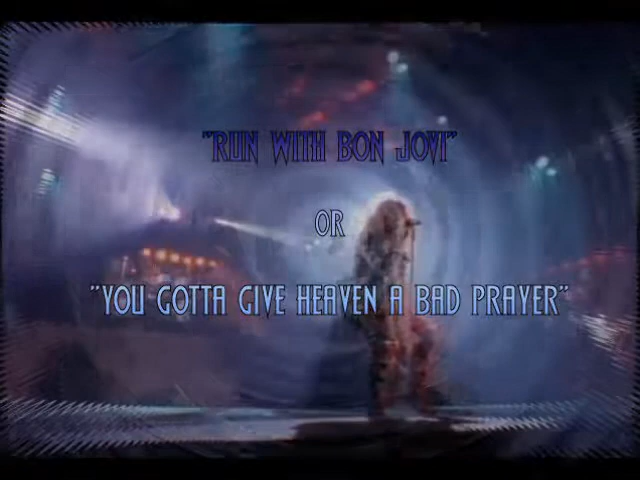 "RUN WITH BON JOVI"
OR
"YOU GOTTA GIVE HEAVEN A BAD PRAYER"